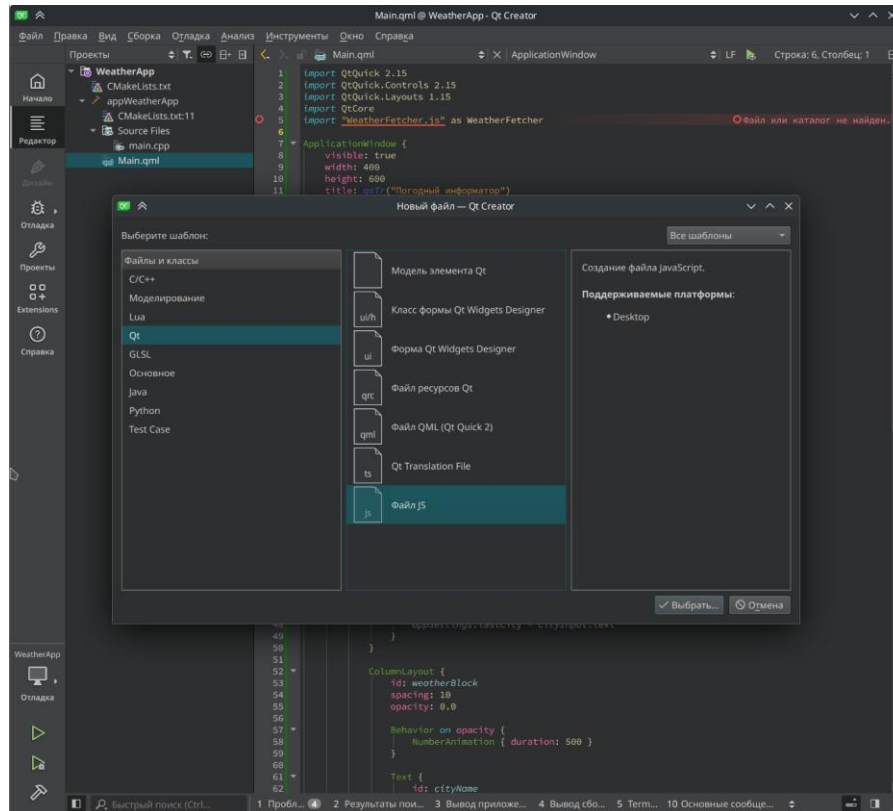 Main.qml @ WeatherApp - Qt Creator
Файл Правка Вид Сборка Отладка Анализ Инструменты Окно Справка
Проекты
Main.qml
ApplicationWindow
LF
Строка: 6, Столбец: 1
Начало
Редактор
Дизайн
Отладка
Проекты
Extensions
Справка
WeatherApp
CMakeLists.txt
appWeatherApp
CMakeLists.txt:11
Source Files
main.cpp
Main.qml
1 import QtQuick 2.15
2 import QtQuick.Controls 2.15
3 import QtQuick.Layouts 1.15
4 import QtCore
5 import "WeatherFetcher.js" as WeatherFetcher
Файл или каталог не найден.
6
7 ApplicationWindow {
8 visible: true
9 width: 400
10 height: 600
11 title: qsTr("Погодный информатор")
Новый файл — Qt Creator
Выберите шаблон:
Все шаблоны
Файлы и классы
C/C++
Моделирование
Lua
Qt
GLSL
Основное
Java
Python
Test Case
Модель элемента Qt
ui/h Класс формы Qt Widgets Designer
ui Форма Qt Widgets Designer
qrc Файл ресурсов Qt
qml Файл QML (Qt Quick 2)
ts Qt Translation File
js Файл JS
Создание файла JavaScript.
Поддерживаемые платформы:
• Desktop
Выбрать...
Отмена
49 }
50 }
51
52 ColumnLayout {
53 id: weatherBlock
54 spacing: 10
55 opacity: 0.0
56
57 Behavior on opacity {
58 NumberAnimation { duration: 500 }
59 }
60
61 Text {
62 id: cityName
WeatherApp
Отладка
Быстрый поиск (Ctrl...
1 Пробл... 4
2 Результаты пои...
3 Вывод приложе...
4 Вывод сбо...
5 Term...
10 Основные сообще...